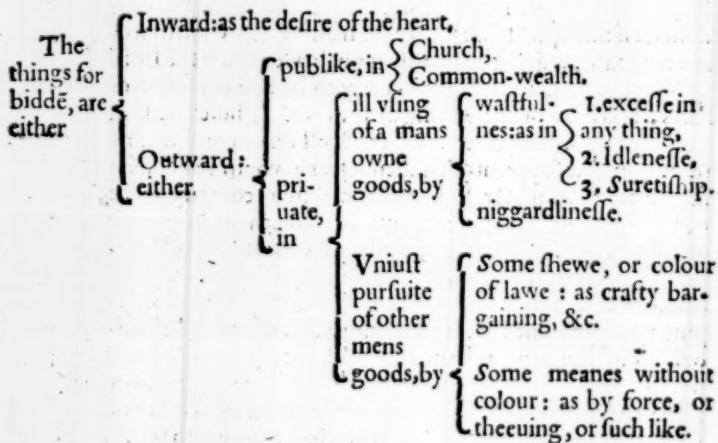 The
things for
biddē, are
either
Inward:as the deſire of the heart.
Outward:
either.
publike, in
Church,
Common-wealth.
pri-
uate,
in
ill vſing
of a mans
owne
goods,by
waſtful-
nes:as in
1.exceſſe in
any thing,
2. Idleneſſe,
3. Suretiſhip.
niggardlineſſe.
Vniuſt
purſuite
of other
mens
goods,by
Some ſhewe, or colour
of lawe : as crafty bar-
gaining, &c.
Some meanes without
colour: as by force, or
theeuing, or ſuch like.